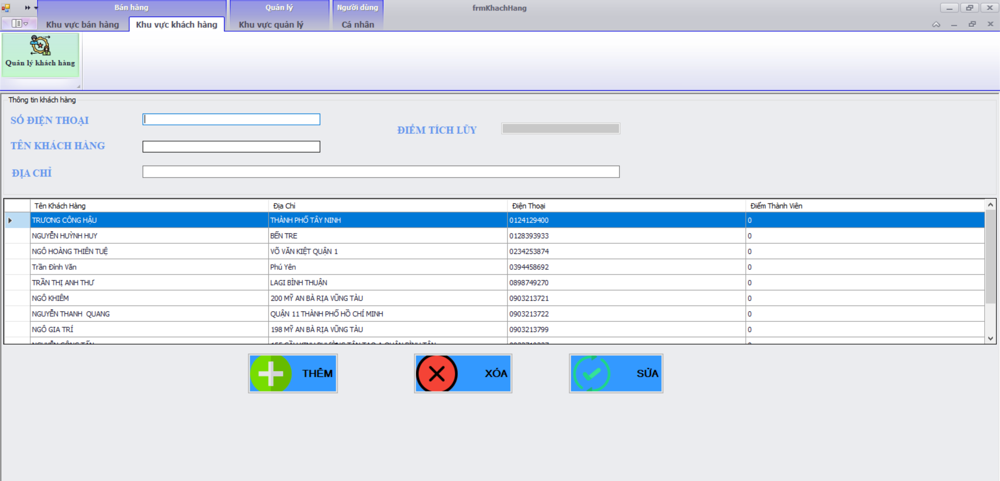 Bán hàng
Quản lý
Người dùng
frmKhachHang
Khu vực bán hàng
Khu vực khách hàng
Khu vực quản lý
Cá nhân
Quản lý khách hàng
Thông tin khách hàng
SỐ ĐIỆN THOẠI
ĐIỂM TÍCH LŨY
TÊN KHÁCH HÀNG
ĐỊA CHỈ
Tên Khách Hàng Địa Chỉ Điện Thoại Điểm Thành Viên
TRƯƠNG CÔNG HẬU THÀNH PHỐ TÂY NINH 0124129400 0
NGUYỄN HUỲNH HUY BẾN TRE 0128393933 0
NGÔ HOÀNG THIÊN TUỆ VÕ VĂN KIỆT QUẬN 1 0234253874 0
Trần Đình Văn Phú Yên 0394458692 0
TRẦN THỊ ANH THƯ LAGI BÌNH THUẬN 0898749270 0
NGÔ KHIÊM 200 MỸ AN BÀ RỊA VŨNG TÀU 0903213721 0
NGUYỄN THANH QUANG QUẬN 11 THÀNH PHỐ HỒ CHÍ MINH 0903213722 0
NGÔ GIA TRÍ 198 MỸ AN BÀ RỊA VŨNG TÀU 0903213799 0
THÊM
XÓA
SỬA